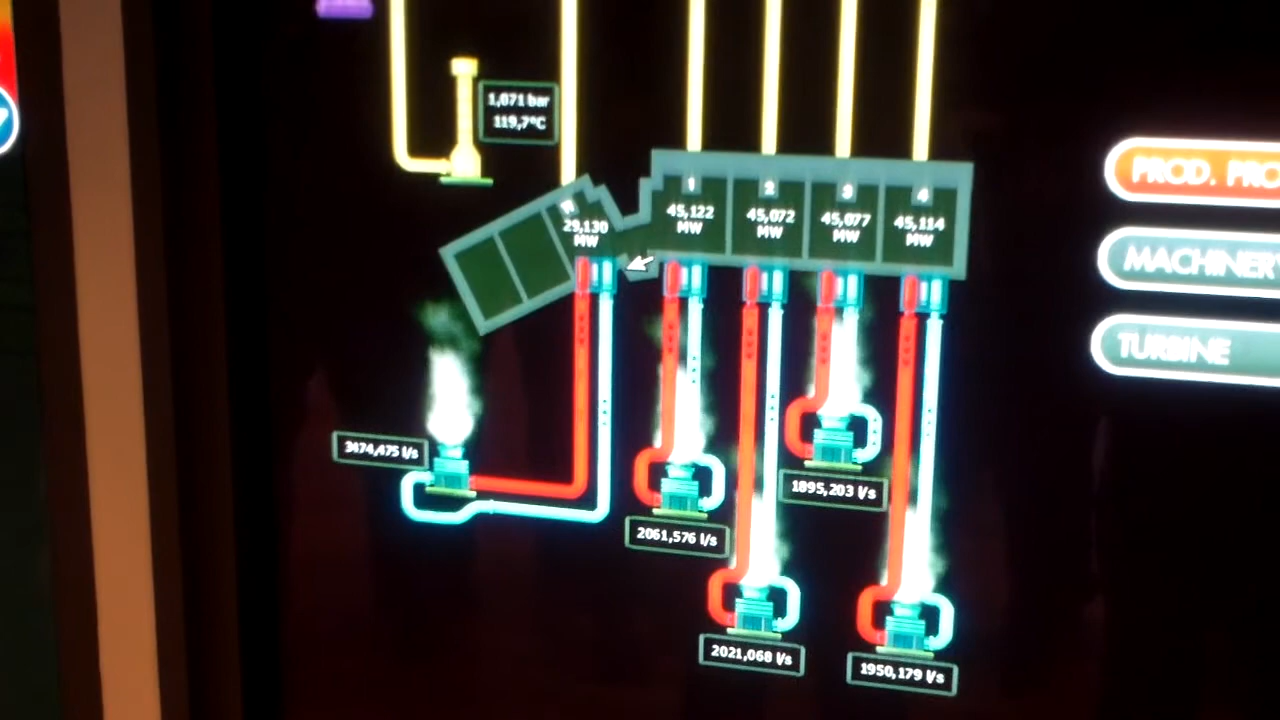 1,071 bar
119,7°C
1
2
3
4
29,130
MW
45,122
MW
45,072
MW
45,077
MW
45,114
MW
PROD. PRO
MACHINERY
TURBINE
3474,475 l/s
2061,576 l/s
1895,203 l/s
2021,068 l/s
1950,179 l/s